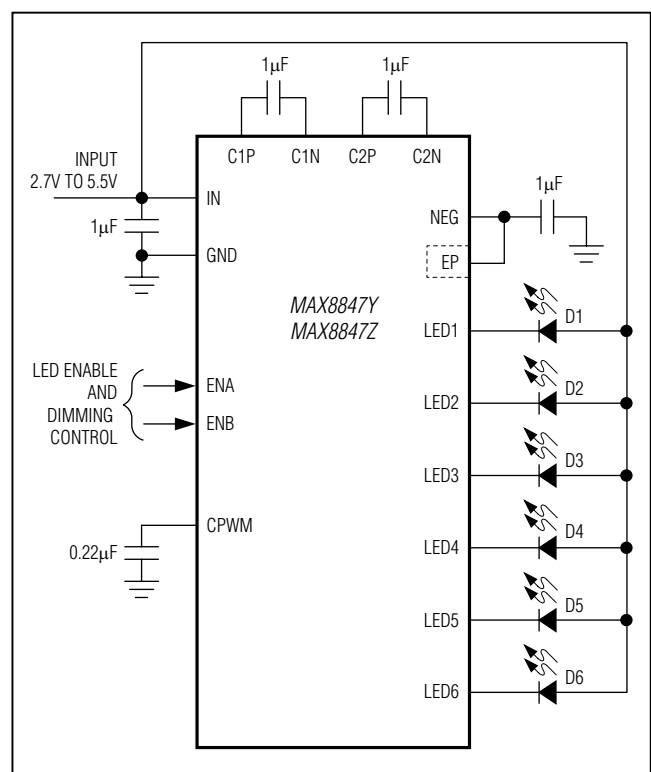 1μF
1μF
C1P
C1N
C2P
C2N
INPUT
2.7V TO 5.5V
IN
1μF
1μF
NEG
GND
EP
MAX8847Y
MAX8847Z
LED1
D1
LED ENABLE
AND
DIMMING
CONTROL
ENA
ENB
LED2
D2
LED3
D3
CPWM
0.22μF
LED4
D4
LED5
D5
LED6
D6